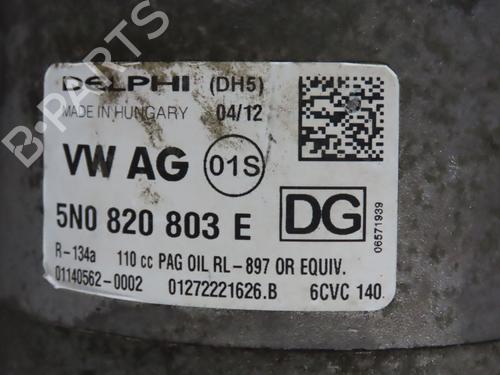 DELPHI (DH5)
MADE IN HUNGARY 04/12
VW AG 01S
5N0 820 803 E DG
R-134a 110 cc PAG OIL RL-897 OR EQUIV.
01140562-0002 01272221626.B 6CVC 140.
06571939
B-PARTS